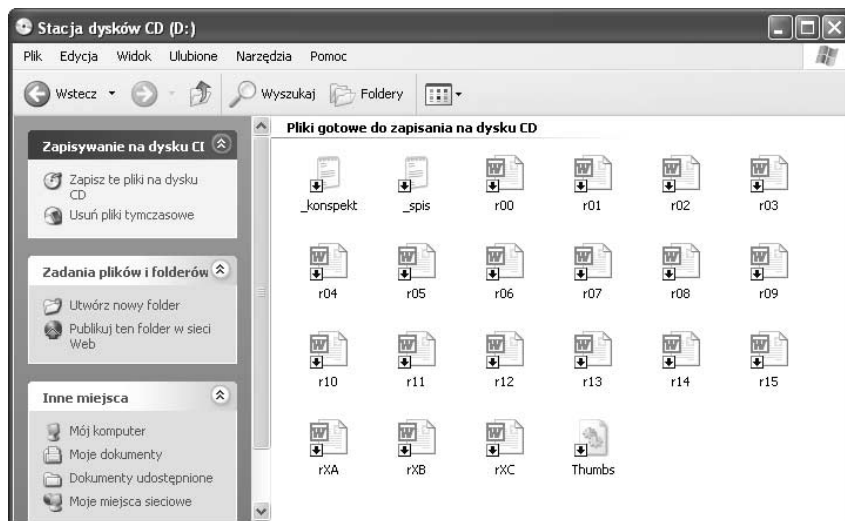 Stacja dysków CD (D:)
Plik Edycja Widok Ulubione Narzędzia Pomoc
Wstecz Wyszukaj Foldery
Zapisywanie na dysku CD
Zapisz te pliki na dysku
CD
Usuń pliki tymczasowe
Zadania plików i folderów
Utwórz nowy folder
Publikuj ten folder w sieci
Web
Inne miejsca
Mój komputer
Moje dokumenty
Dokumenty udostępnione
Moje miejsca sieciowe
Pliki gotowe do zapisania na dysku CD
_konspekt _spis r00 r01 r02 r03
r04 r05 r06 r07 r08 r09
r10 r11 r12 r13 r14 r15
rXA rXB rXC Thumbs